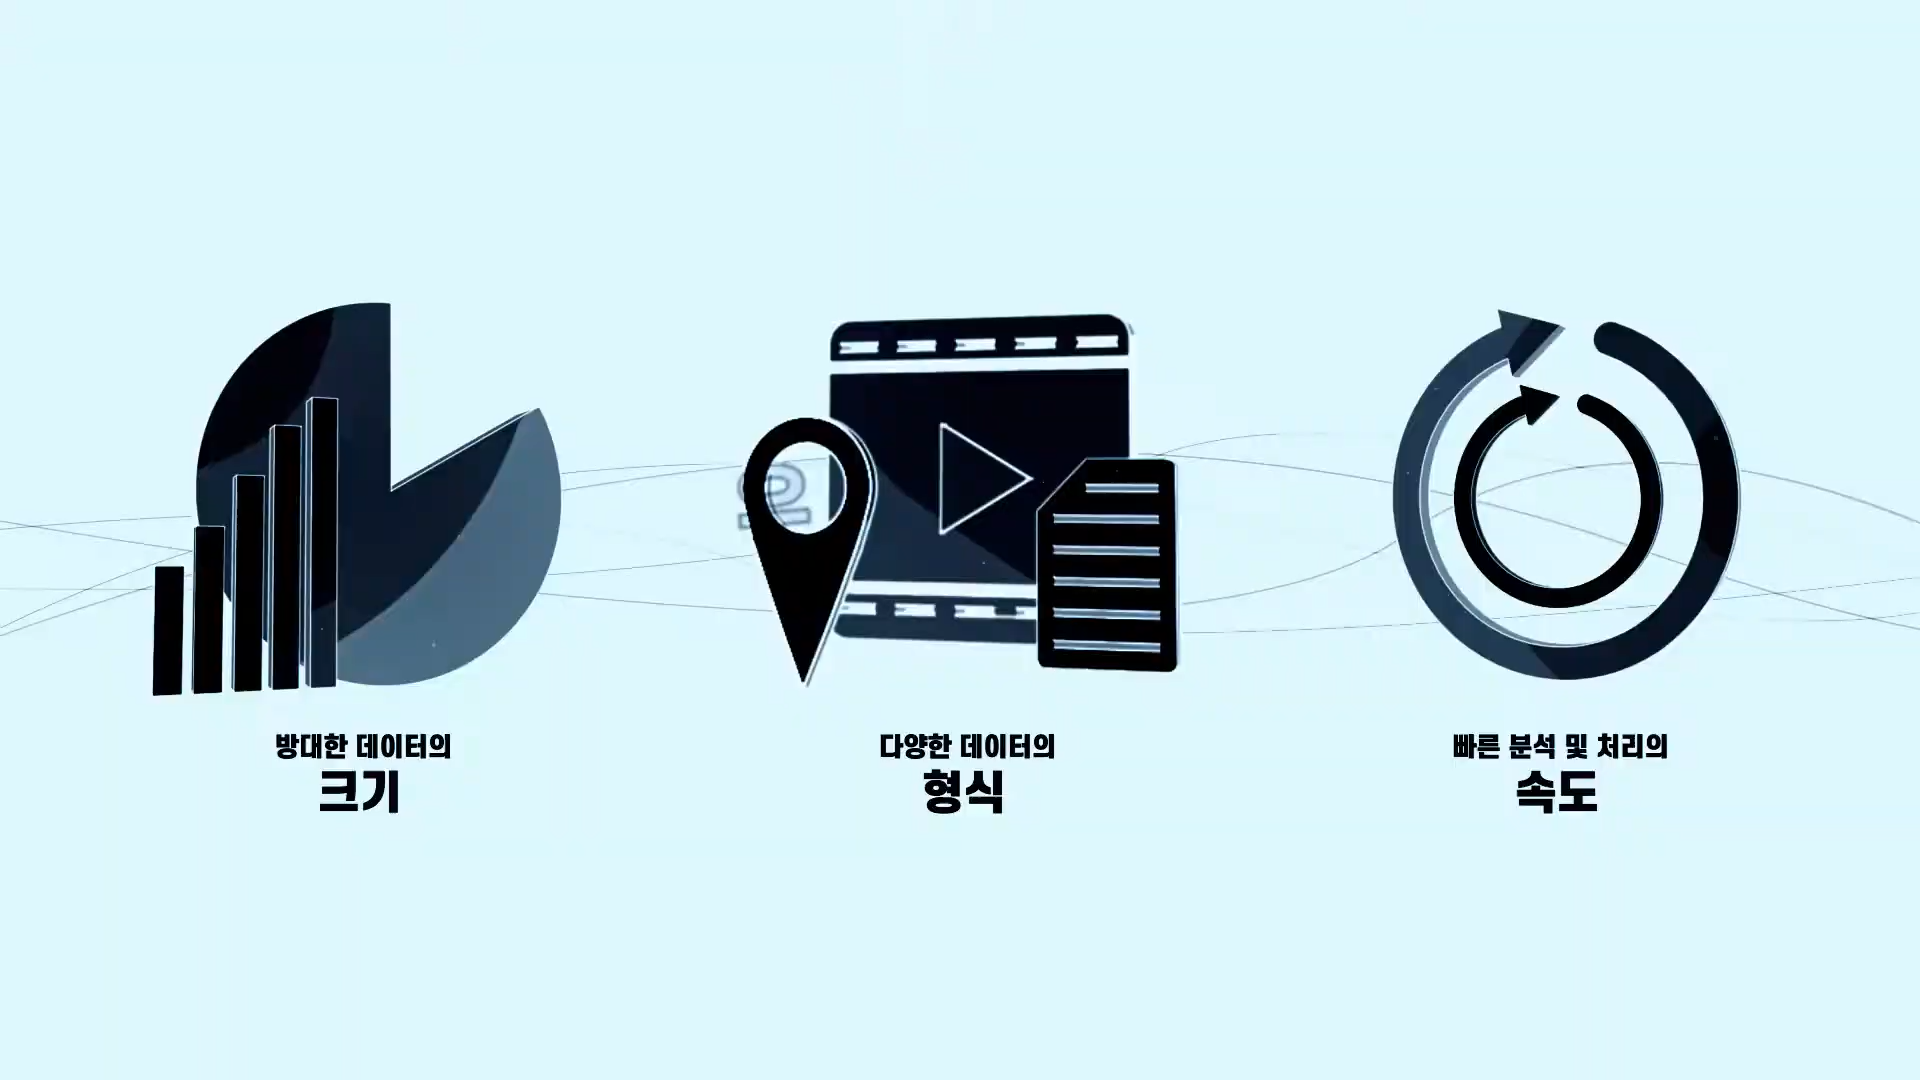 방대한 데이터의
크기
다양한 데이터의
형식
빠른 분석 및 처리의
속도